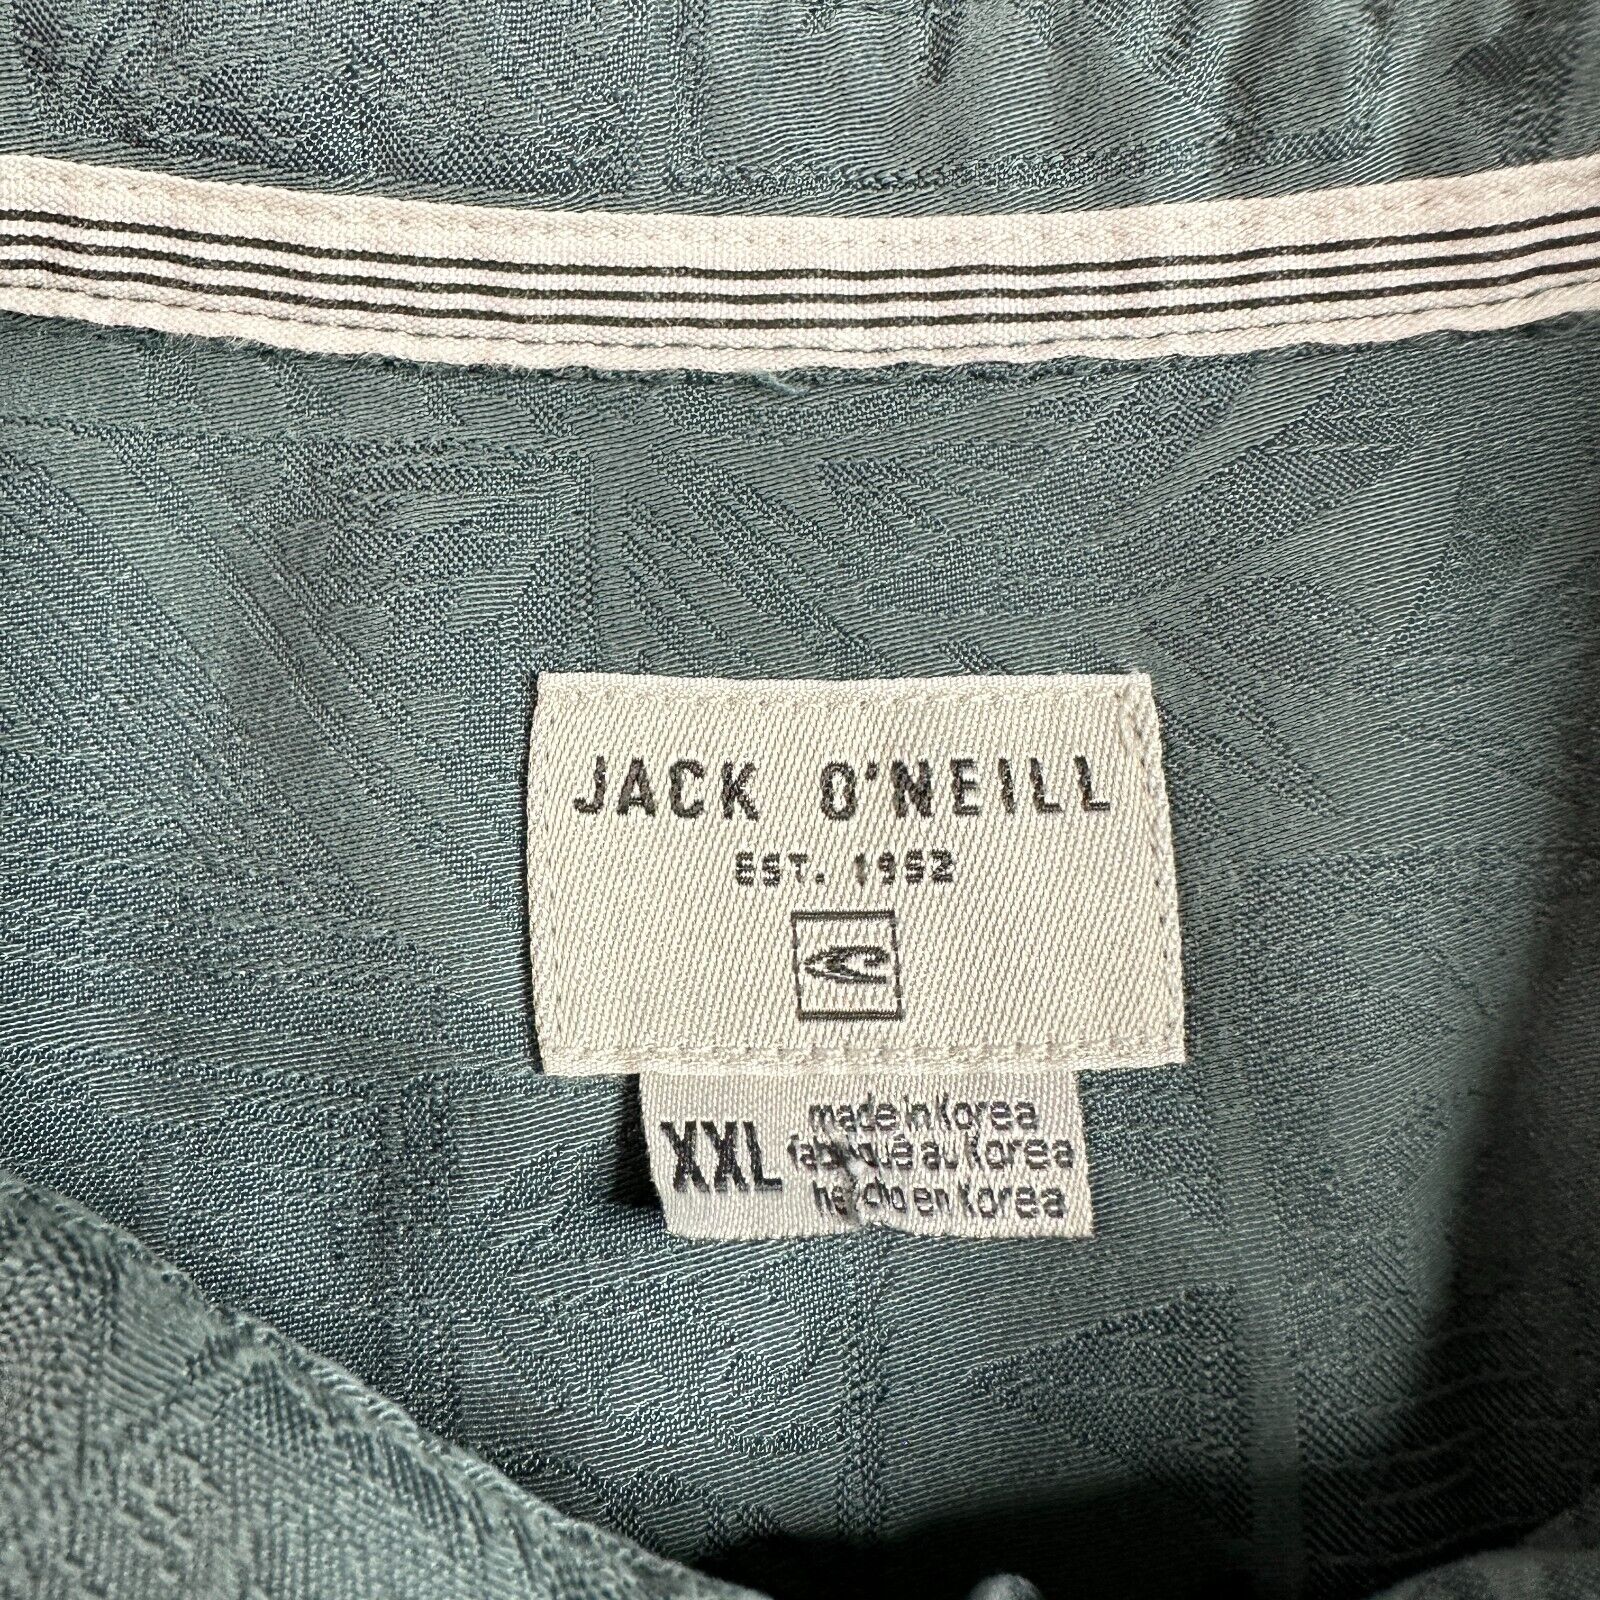 JACK O'NEILL
EST. 1952
XXL
made in Korea
fabriqué au Korea
hecho en Korea